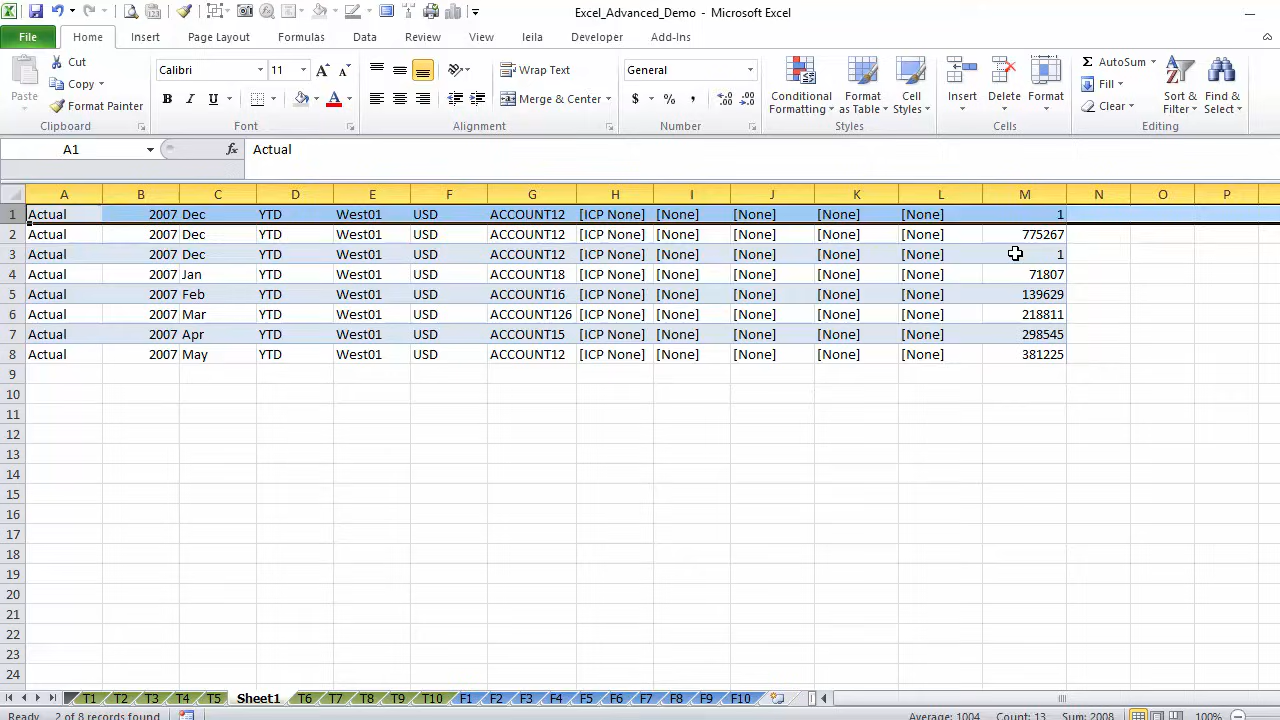 Excel_Advanced_Demo - Microsoft Excel
File Home Insert Page Layout Formulas Data Review View leila Developer Add-Ins
Paste
Cut
Copy
Format Painter
Clipboard
Calibri 11
B I U
Font
Wrap Text
Merge & Center
Alignment
General
$ % ,
Number
Conditional Formatting
Format as Table
Cell Styles
Styles
Insert Delete Format
Cells
AutoSum
Fill
Clear
Sort & Filter
Find & Select
Editing
A1 fx Actual
A B C D E F G H I J K L M N O P
1 Actual 2007 Dec YTD West01 USD ACCOUNT12 [ICP None] [None] [None] [None] [None] 1
2 Actual 2007 Dec YTD West01 USD ACCOUNT12 [ICP None] [None] [None] [None] [None] 775267
3 Actual 2007 Dec YTD West01 USD ACCOUNT12 [ICP None] [None] [None] [None] [None] 1
4 Actual 2007 Jan YTD West01 USD ACCOUNT18 [ICP None] [None] [None] [None] [None] 71807
5 Actual 2007 Feb YTD West01 USD ACCOUNT16 [ICP None] [None] [None] [None] [None] 139629
6 Actual 2007 Mar YTD West01 USD ACCOUNT126 [ICP None] [None] [None] [None] [None] 218811
7 Actual 2007 Apr YTD West01 USD ACCOUNT15 [ICP None] [None] [None] [None] [None] 298545
8 Actual 2007 May YTD West01 USD ACCOUNT12 [ICP None] [None] [None] [None] [None] 381225
9
10
11
12
13
14
15
16
17
18
19
20
21
22
23
24
T1 T2 T3 T4 T5 Sheet1 T6 T7 T8 T9 T10 F1 F2 F3 F4 F5 F6 F7 F8 F9 F10
Ready 2 of 8 records found Average: 1004 Count: 13 Sum: 2008 100%